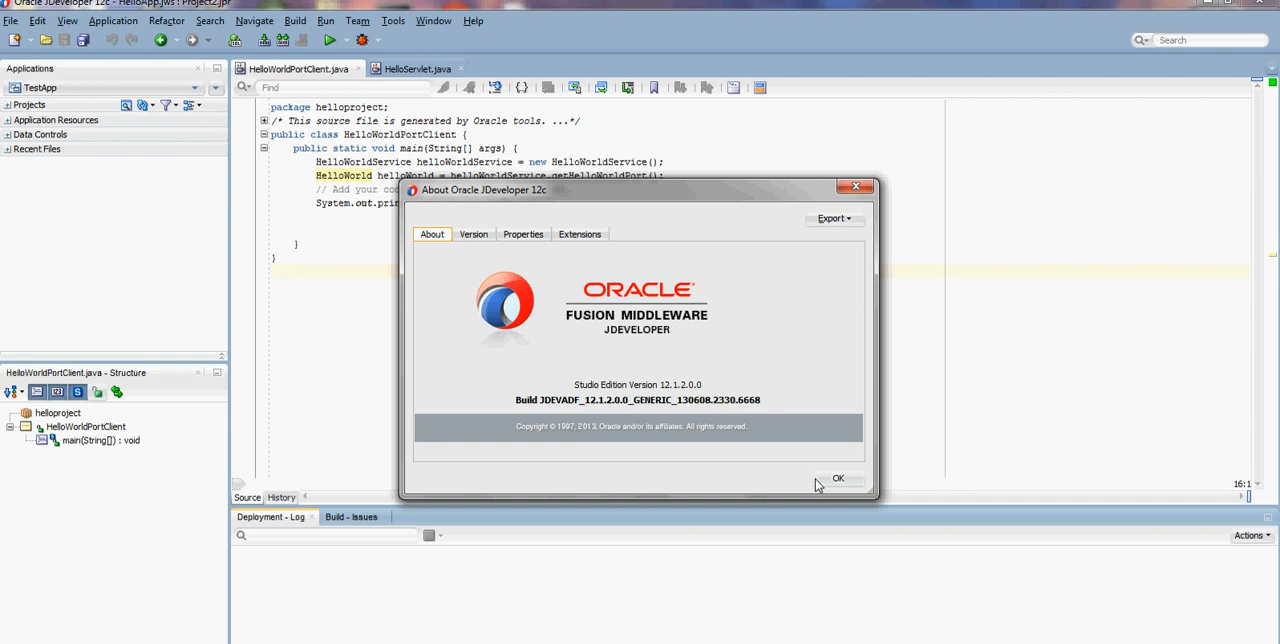 Oracle JDeveloper 12c - HelloApp.jws : Project2.jpr
File Edit View Application Refactor Search Navigate Build Run Team Tools Window Help
Search
Applications
TestApp
Projects
Application Resources
Data Controls
Recent Files
HelloWorldPortClient.java HelloServlet.java
Find
package helloproject;
/* This source file is generated by Oracle tools. ...*/
public class HelloWorldPortClient {
public static void main(String[] args) {
HelloWorldService helloWorldService = new HelloWorldService();
HelloWorld helloWorld = helloWorldService.getHelloWorldPort();
// Add your co
System.out.prin
}
}
About Oracle JDeveloper 12c
Export
About Version Properties Extensions
ORACLE
FUSION MIDDLEWARE
JDEVELOPER
Studio Edition Version 12.1.2.0.0
Build JDEVADF_12.1.2.0.0_GENERIC_130608.2330.6668
Copyright © 1997, 2013, Oracle and/or its affiliates. All rights reserved.
OK
HelloWorldPortClient.java - Structure
helloproject
HelloWorldPortClient
main(String[]) : void
16:1
Source History
Deployment - Log Build - Issues
Actions